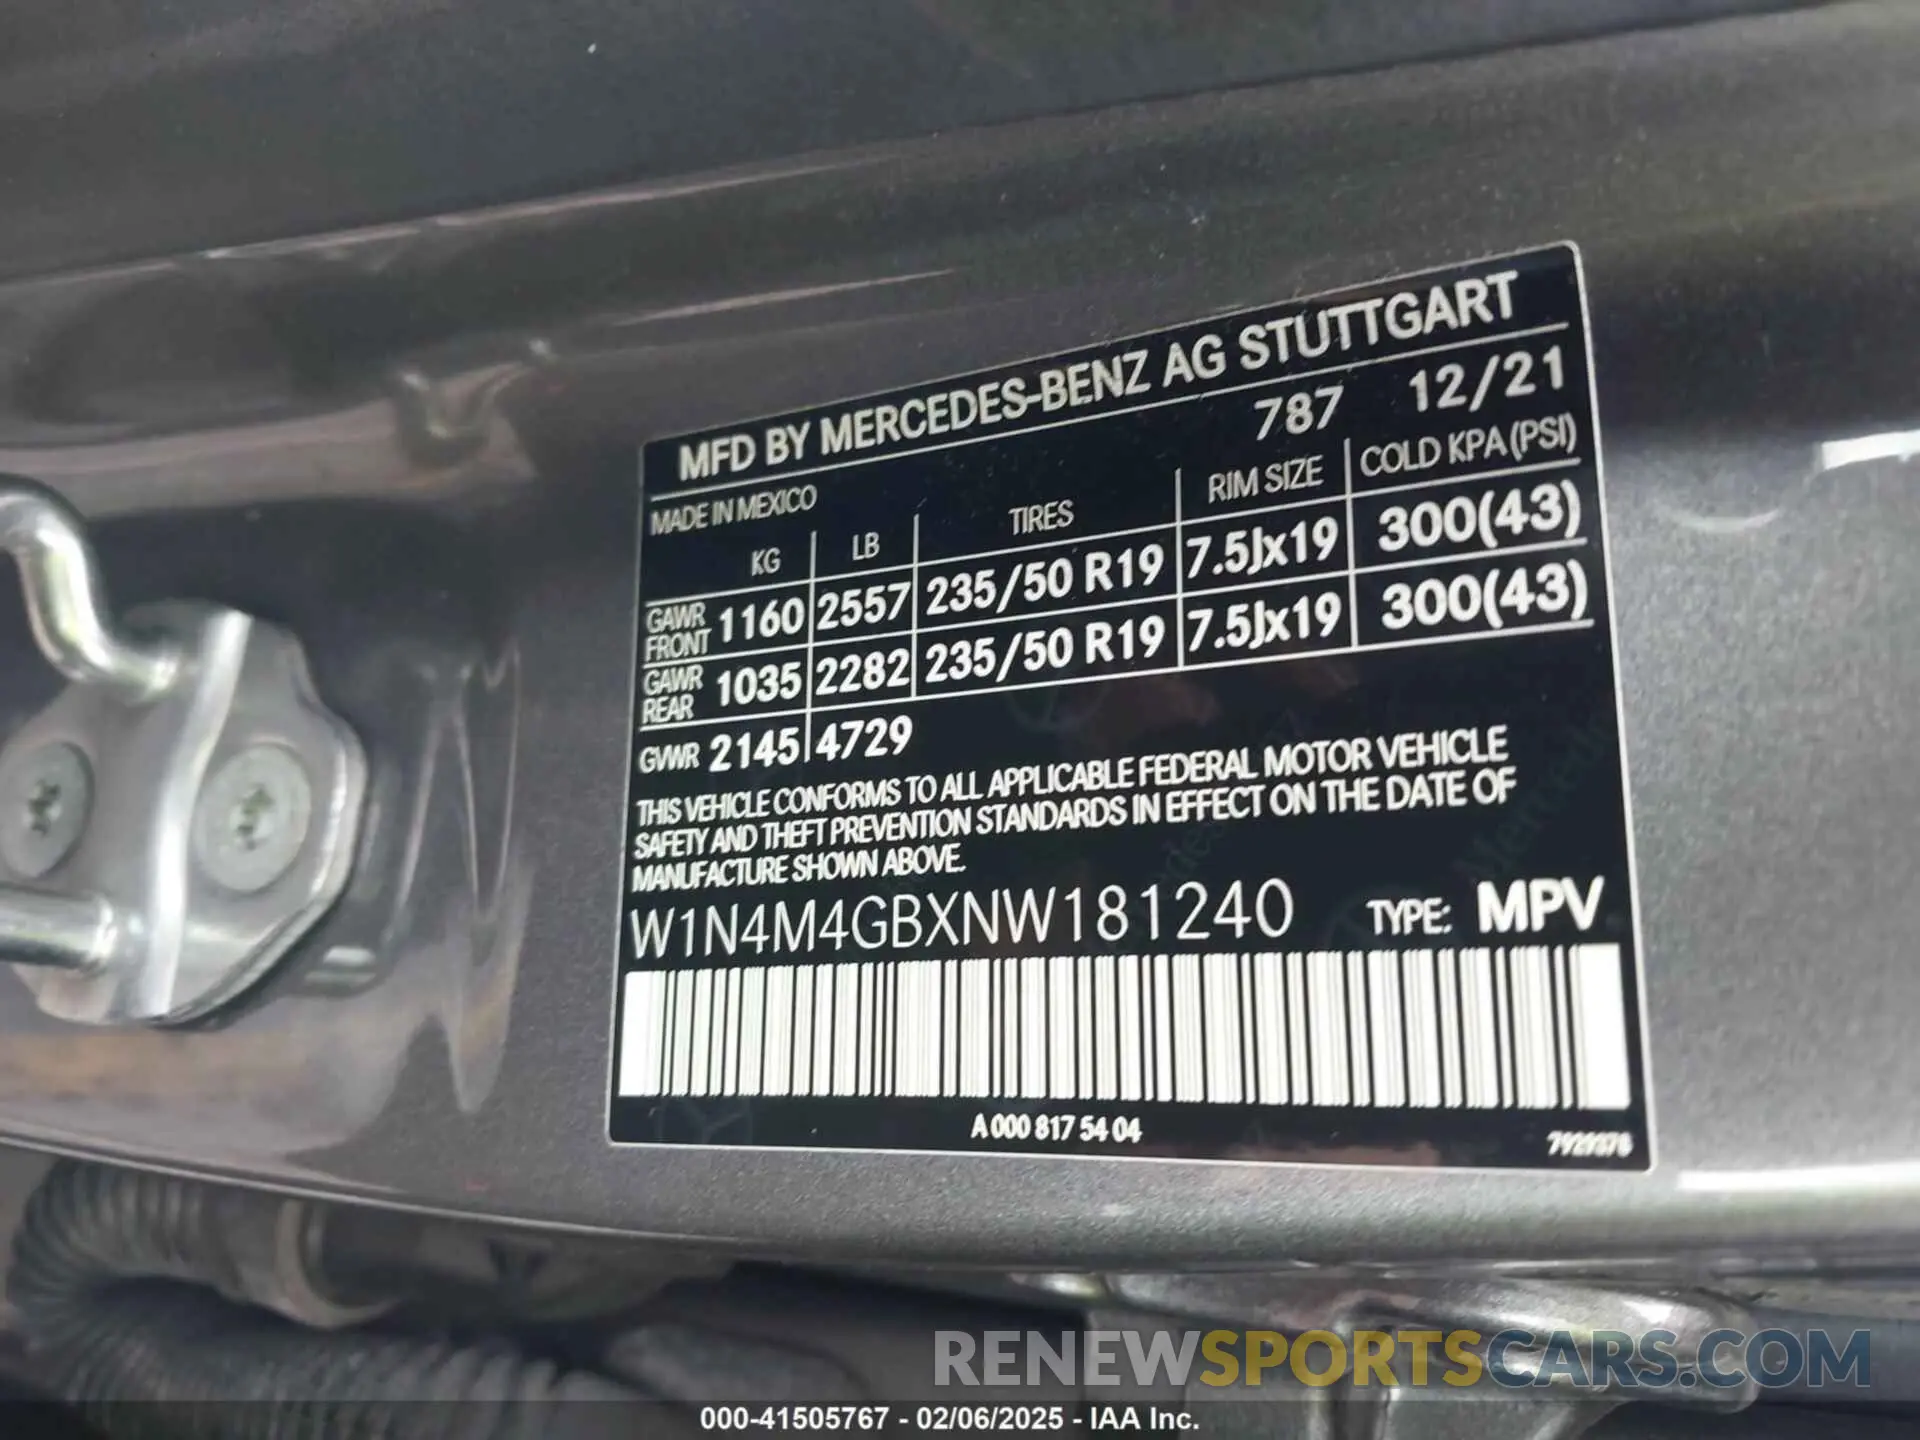 MFD BY MERCEDES-BENZ AG STUTTGART
MADE IN MEXICO 787 12/21
KG LB TIRES RIM SIZE COLD KPA (PSI)
GAWR FRONT 1160 2557 235/50 R19 7.5Jx19 300(43)
GAWR REAR 1035 2282 235/50 R19 7.5Jx19 300(43)
GVWR 2145 4729
THIS VEHICLE CONFORMS TO ALL APPLICABLE FEDERAL MOTOR VEHICLE
SAFETY AND THEFT PREVENTION STANDARDS IN EFFECT ON THE DATE OF
MANUFACTURE SHOWN ABOVE.
W1N4M4GBXNW181240 TYPE: MPV
A 000 817 54 04
7929376
RENEWSPORTSCARS.COM
000-41505767 - 02/06/2025 - IAA Inc.